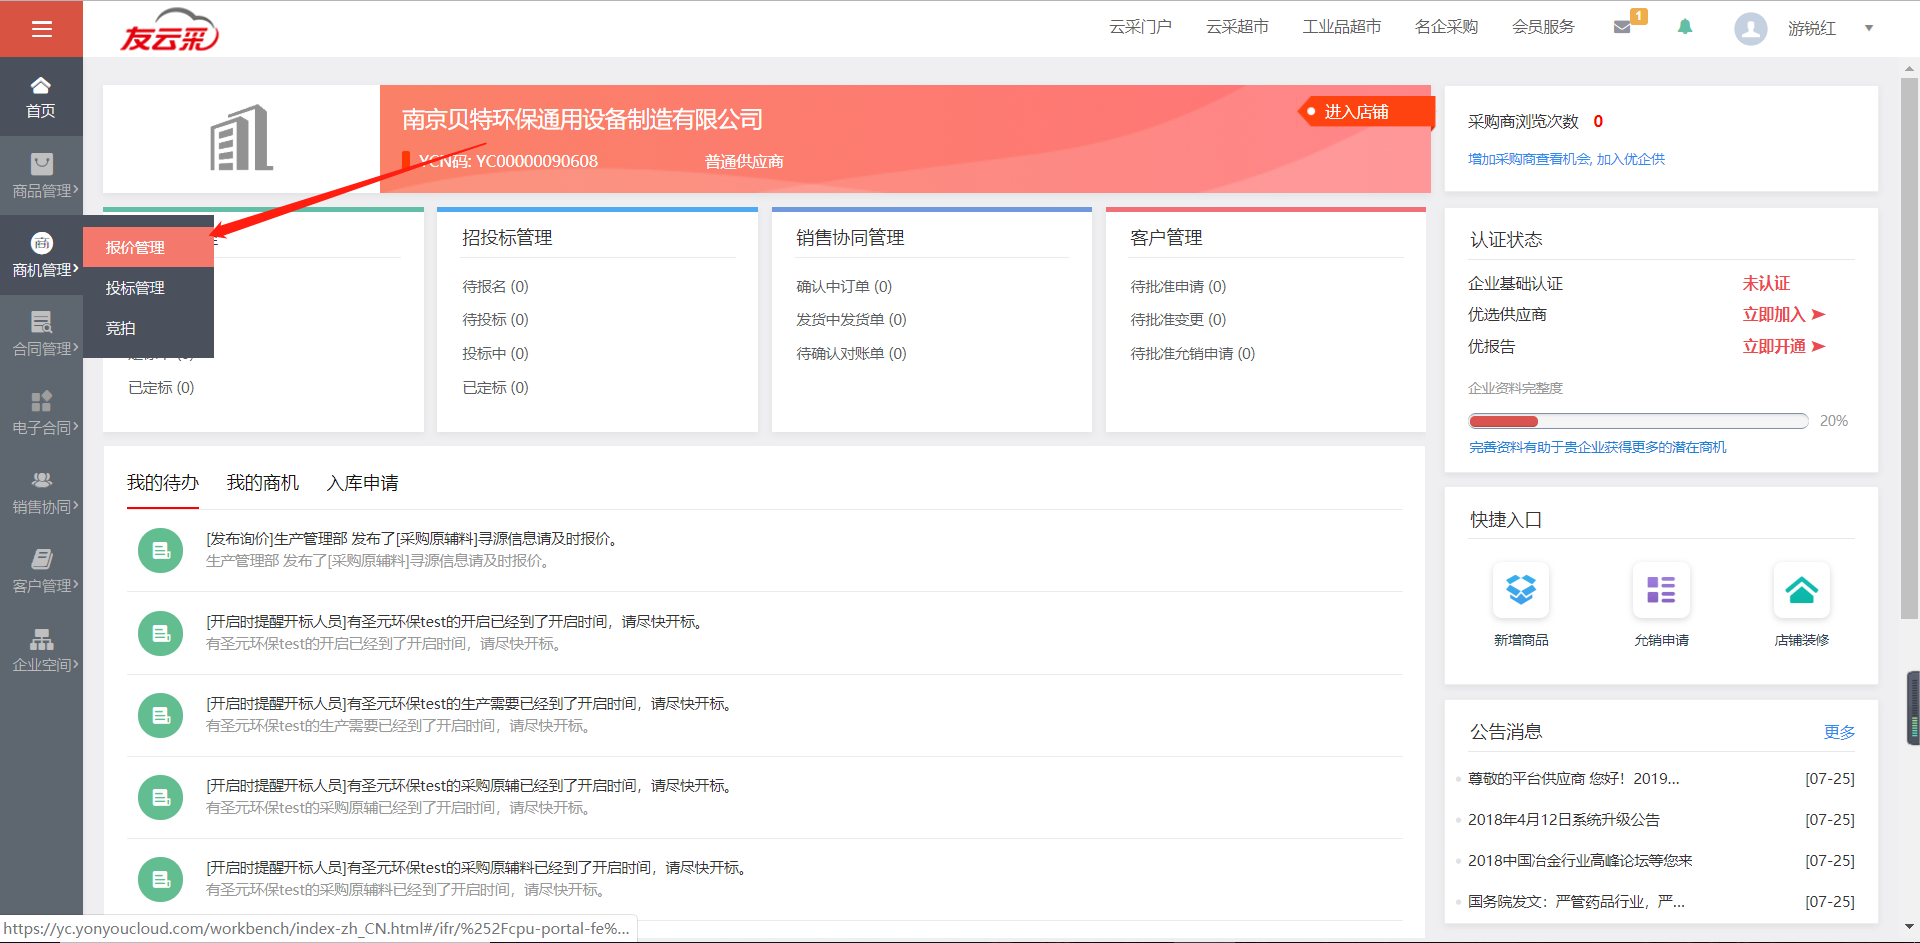 友云采
云采门户
云采超市
工业品超市
名企采购
会员服务
1
游锐红
首页
商品管理
商
商机管理
合同管理
电子合同
销售协同
客户管理
企业空间
报价管理
投标管理
竞拍
南京贝特环保通用设备制造有限公司
YCN码: YC00000090608
普通供应商
进入店铺
已定标 (0)
招投标管理
待报名 (0)
待投标 (0)
投标中 (0)
已定标 (0)
销售协同管理
确认中订单 (0)
发货中发货单 (0)
待确认对账单 (0)
客户管理
待批准申请 (0)
待批准变更 (0)
待批准允销申请 (0)
我的待办
我的商机
入库申请
[发布询价]生产管理部 发布了[采购原辅料]寻源信息请及时报价。
生产管理部 发布了[采购原辅料]寻源信息请及时报价。
[开启时提醒开标人员]有圣元环保test的开启已经到了开启时间，请尽快开标。
有圣元环保test的开启已经到了开启时间，请尽快开标。
[开启时提醒开标人员]有圣元环保test的生产需要已经到了开启时间，请尽快开标。
有圣元环保test的生产需要已经到了开启时间，请尽快开标。
[开启时提醒开标人员]有圣元环保test的采购原辅已经到了开启时间，请尽快开标。
有圣元环保test的采购原辅已经到了开启时间，请尽快开标。
[开启时提醒开标人员]有圣元环保test的采购原辅料已经到了开启时间，请尽快开标。
有圣元环保test的采购原辅料已经到了开启时间，请尽快开标。
采购商浏览次数 0
增加采购商查看机会, 加入优企供
认证状态
企业基础认证 未认证
优选供应商 立即加入
优报告 立即开通
企业资料完整度
20%
完善资料有助于贵企业获得更多的潜在商机
快捷入口
新增商品
允销申请
店铺装修
公告消息 更多
尊敬的平台供应商 您好！2019... [07-25]
2018年4月12日系统升级公告 [07-25]
2018中国冶金行业高峰论坛等您来 [07-25]
国务院发文：严管药品行业，严... [07-25]
https://yc.yonyoucloud.com/workbench/index-zh_CN.html#/ifr/%252Fcpu-portal-fe%...